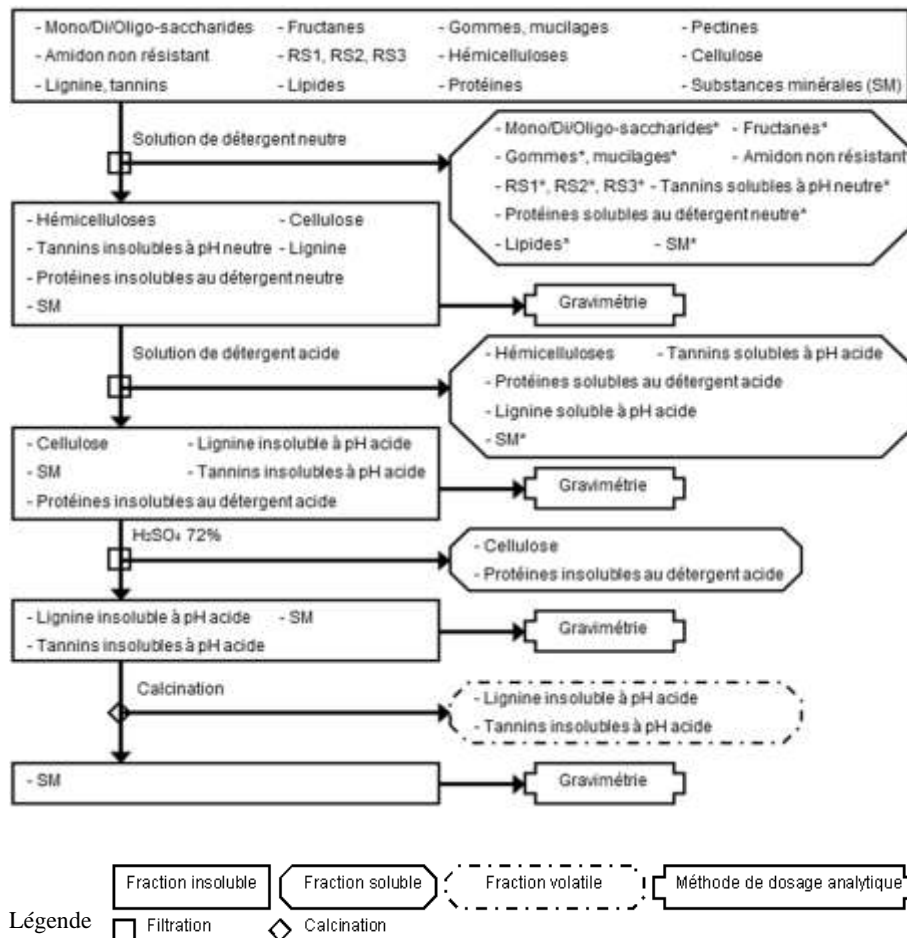 - Mono/Di/Oligo-saccharides - Fructanes - Gommes, mucilages - Pectines
- Amidon non résistant - RS1, RS2, RS3 - Hémicelluloses - Cellulose
- Lignine, tannins - Lipides - Protéines - Substances minérales (SM)
Solution de détergent neutre
- Mono/Di/Oligo-saccharides* - Fructanes*
- Gommes*, mucilages* - Amidon non résistant
- RS1*, RS2*, RS3* - Tannins solubles à pH neutre*
- Protéines solubles au détergent neutre*
- Lipides* - SM*
- Hémicelluloses - Cellulose
- Tannins insolubles à pH neutre - Lignine
- Protéines insolubles au détergent neutre
- SM
Gravimétrie
Solution de détergent acide
- Hémicelluloses - Tannins solubles à pH acide
- Protéines solubles au détergent acide
- Lignine soluble à pH acide
- SM*
- Cellulose - Lignine insoluble à pH acide
- SM - Tannins insolubles à pH acide
- Protéines insolubles au détergent acide
Gravimétrie
H₂SO₄ 72%
- Cellulose
- Protéines insolubles au détergent acide
- Lignine insoluble à pH acide - SM
- Tannins insolubles à pH acide
Gravimétrie
Calcination
- Lignine insoluble à pH acide
- Tannins insolubles à pH acide
- SM
Gravimétrie
Légende
Fraction insoluble Fraction soluble Fraction volatile Méthode de dosage analytique
Filtration Calcination